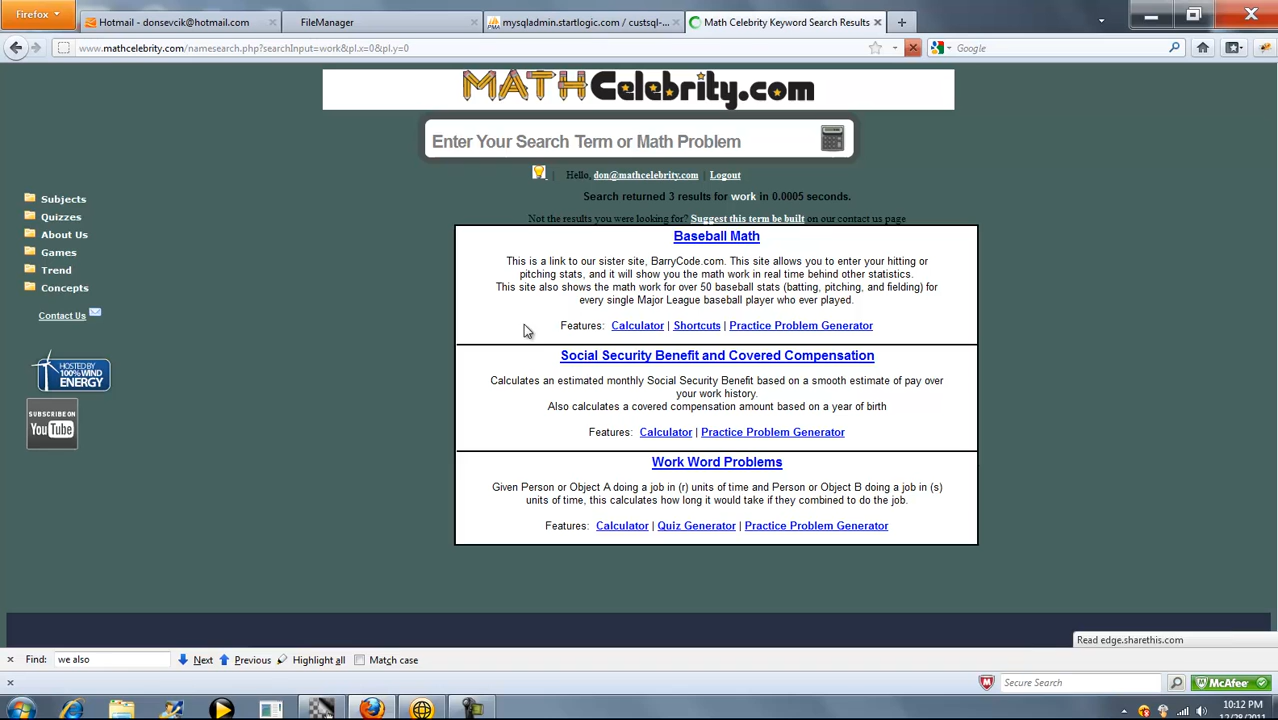 Firefox
Hotmail - donsevcik@hotmail.com
FileManager
mysqladmin.startlogic.com / custsql-...
Math Celebrity Keyword Search Results
www.mathcelebrity.com/namesearch.php?searchInput=work&pl.x=0&pl.y=0
Google
MATHCelebrity.com
Enter Your Search Term or Math Problem
Hello, don@mathcelebrity.com | Logout
Search returned 3 results for work in 0.0005 seconds.
Not the results you were looking for? Suggest this term be built on our contact us page
Subjects
Quizzes
About Us
Games
Trend
Concepts
Contact Us
HOSTED BY
100% WIND
ENERGY
SUBSCRIBE ON
YouTube
Baseball Math
This is a link to our sister site, BarryCode.com. This site allows you to enter your hitting or
pitching stats, and it will show you the math work in real time behind other statistics.
This site also shows the math work for over 50 baseball stats (batting, pitching, and fielding) for
every single Major League baseball player who ever played.
Features: Calculator | Shortcuts | Practice Problem Generator
Social Security Benefit and Covered Compensation
Calculates an estimated monthly Social Security Benefit based on a smooth estimate of pay over
your work history.
Also calculates a covered compensation amount based on a year of birth
Features: Calculator | Practice Problem Generator
Work Word Problems
Given Person or Object A doing a job in (r) units of time and Person or Object B doing a job in (s)
units of time, this calculates how long it would take if they combined to do the job.
Features: Calculator | Quiz Generator | Practice Problem Generator
Read edge.sharethis.com
Find: we also Next Previous Highlight all Match case
Secure Search
McAfee
10:12 PM
12/28/2011